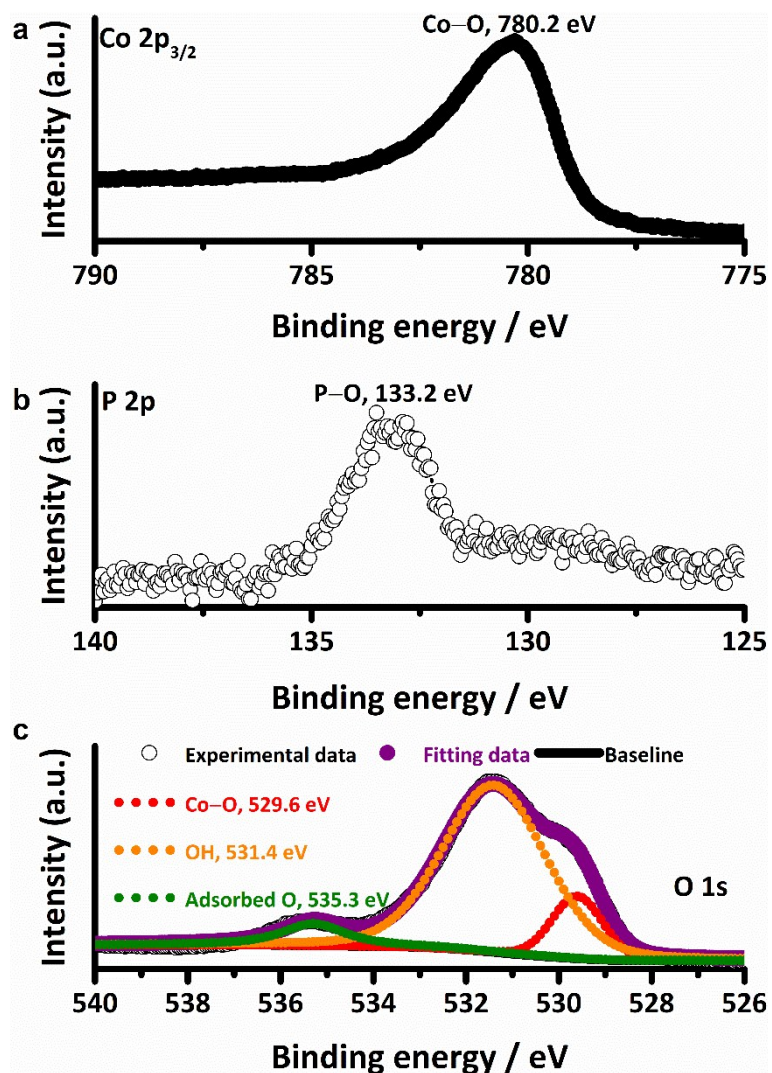 a
Co 2p3/2
Co–O, 780.2 eV
Intensity (a.u.)
790 785 780 775
Binding energy / eV
b
P 2p
P–O, 133.2 eV
Intensity (a.u.)
140 135 130 125
Binding energy / eV
c
Experimental data Fitting data Baseline
Co–O, 529.6 eV
OH, 531.4 eV
Adsorbed O, 535.3 eV
O 1s
Intensity (a.u.)
540 538 536 534 532 530 528 526
Binding energy / eV